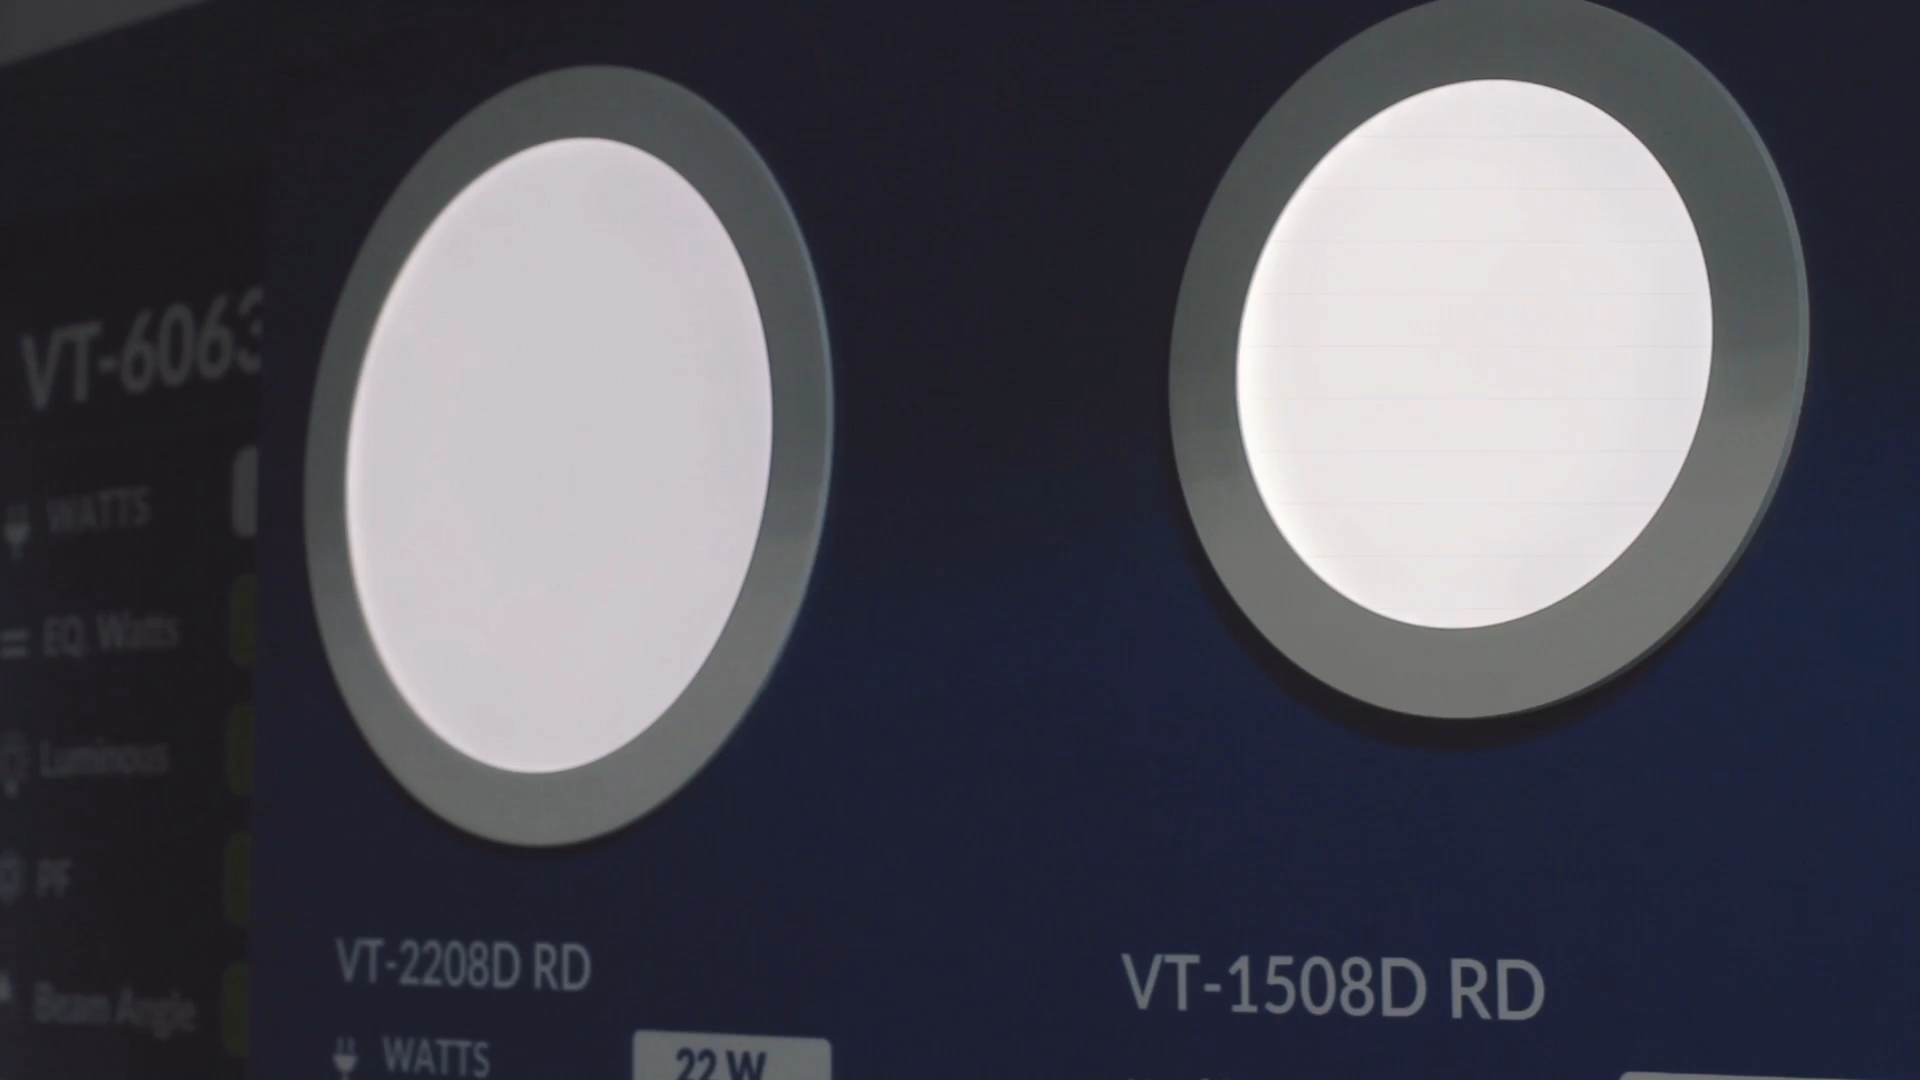 VT-6063
WATTS
EQ. Watts
Luminous
PF
Beam Angle
VT-2208D RD
WATTS 22 W
VT-1508D RD